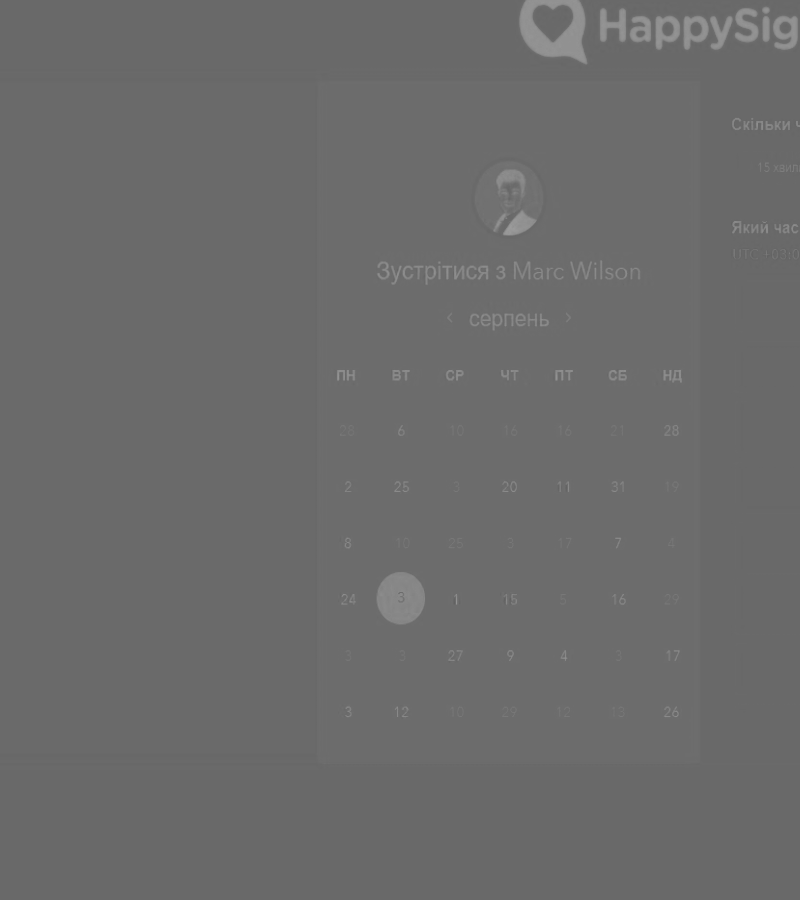 HappySig
Скільки ч
15 хвили
Який час
UTC +03:0
Зустрітися з Marc Wilson
серпень
ПН ВТ СР ЧТ ПТ СБ НД
28 6 10 16 16 21 28
2 25 3 20 11 31 19
8 10 25 3 17 7 4
24 3 1 15 5 16 29
3 3 27 9 4 3 17
3 12 10 29 12 13 26